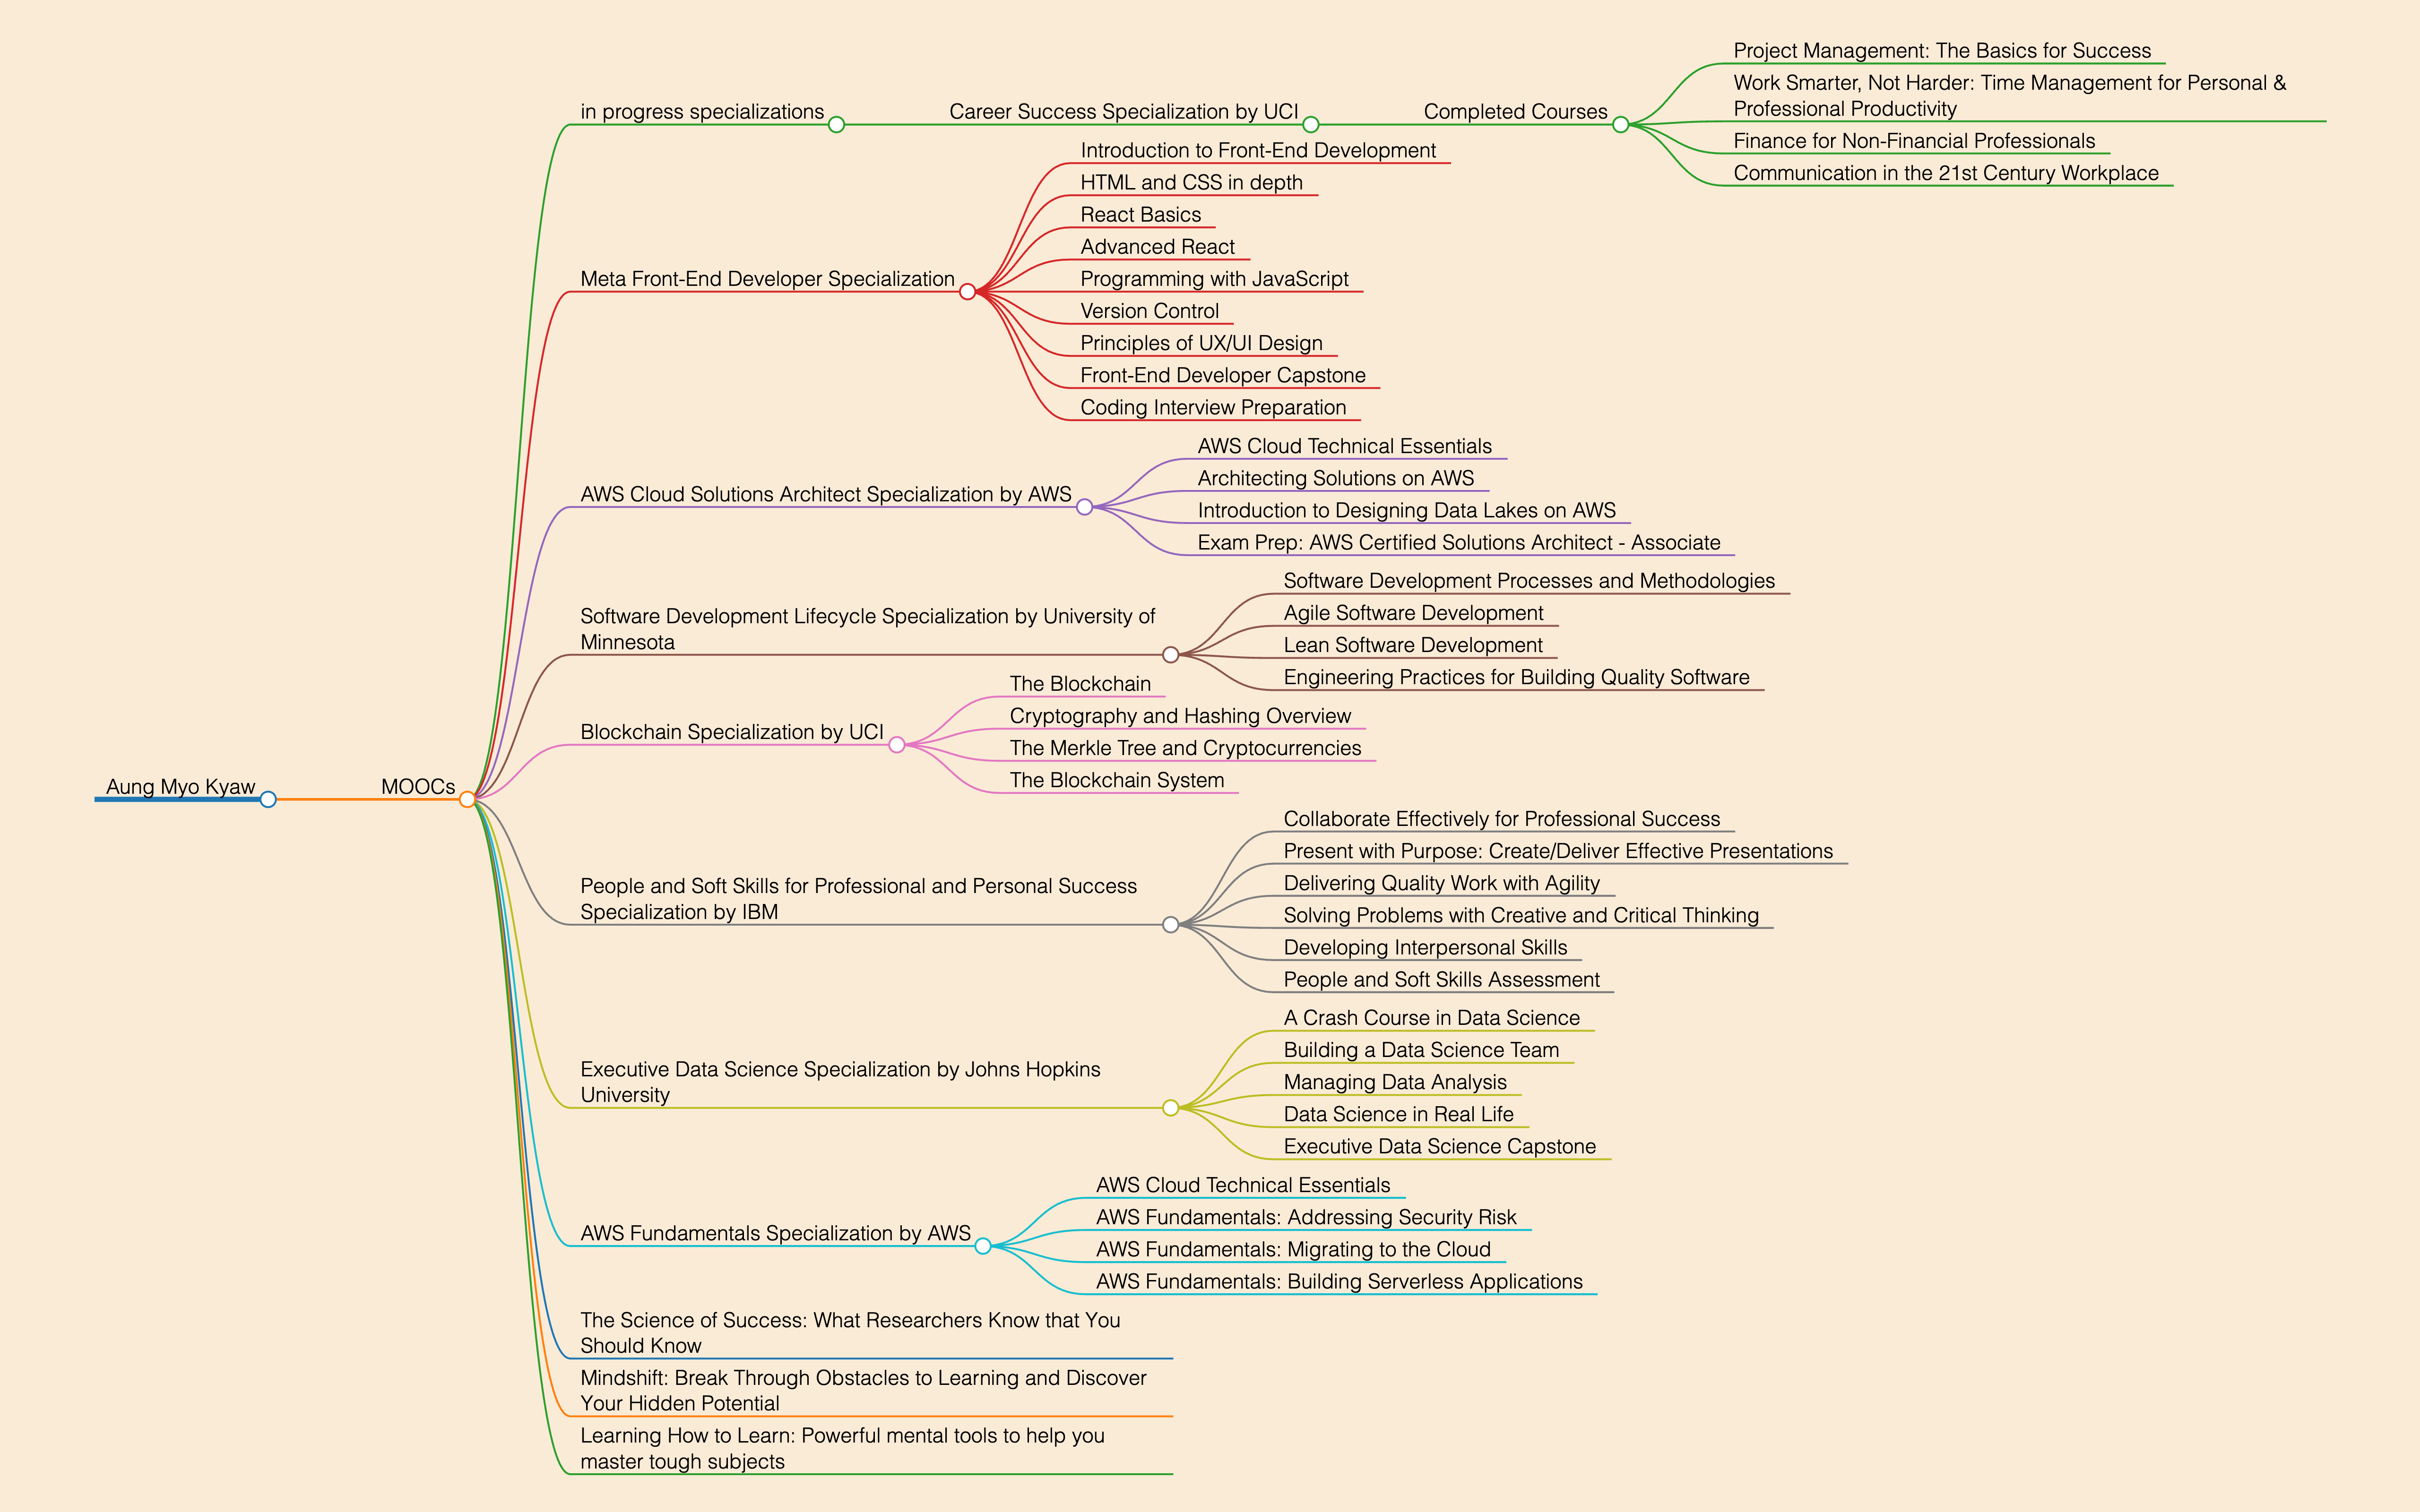 Aung Myo Kyaw
MOOCs
in progress specializations
Career Success Specialization by UCI
Completed Courses
Project Management: The Basics for Success
Work Smarter, Not Harder: Time Management for Personal &
Professional Productivity
Finance for Non-Financial Professionals
Communication in the 21st Century Workplace
Meta Front-End Developer Specialization
Introduction to Front-End Development
HTML and CSS in depth
React Basics
Advanced React
Programming with JavaScript
Version Control
Principles of UX/UI Design
Front-End Developer Capstone
Coding Interview Preparation
AWS Cloud Solutions Architect Specialization by AWS
AWS Cloud Technical Essentials
Architecting Solutions on AWS
Introduction to Designing Data Lakes on AWS
Exam Prep: AWS Certified Solutions Architect - Associate
Software Development Lifecycle Specialization by University of
Minnesota
Software Development Processes and Methodologies
Agile Software Development
Lean Software Development
Engineering Practices for Building Quality Software
Blockchain Specialization by UCI
The Blockchain
Cryptography and Hashing Overview
The Merkle Tree and Cryptocurrencies
The Blockchain System
People and Soft Skills for Professional and Personal Success
Specialization by IBM
Collaborate Effectively for Professional Success
Present with Purpose: Create/Deliver Effective Presentations
Delivering Quality Work with Agility
Solving Problems with Creative and Critical Thinking
Developing Interpersonal Skills
People and Soft Skills Assessment
Executive Data Science Specialization by Johns Hopkins
University
A Crash Course in Data Science
Building a Data Science Team
Managing Data Analysis
Data Science in Real Life
Executive Data Science Capstone
AWS Fundamentals Specialization by AWS
AWS Cloud Technical Essentials
AWS Fundamentals: Addressing Security Risk
AWS Fundamentals: Migrating to the Cloud
AWS Fundamentals: Building Serverless Applications
The Science of Success: What Researchers Know that You
Should Know
Mindshift: Break Through Obstacles to Learning and Discover
Your Hidden Potential
Learning How to Learn: Powerful mental tools to help you
master tough subjects